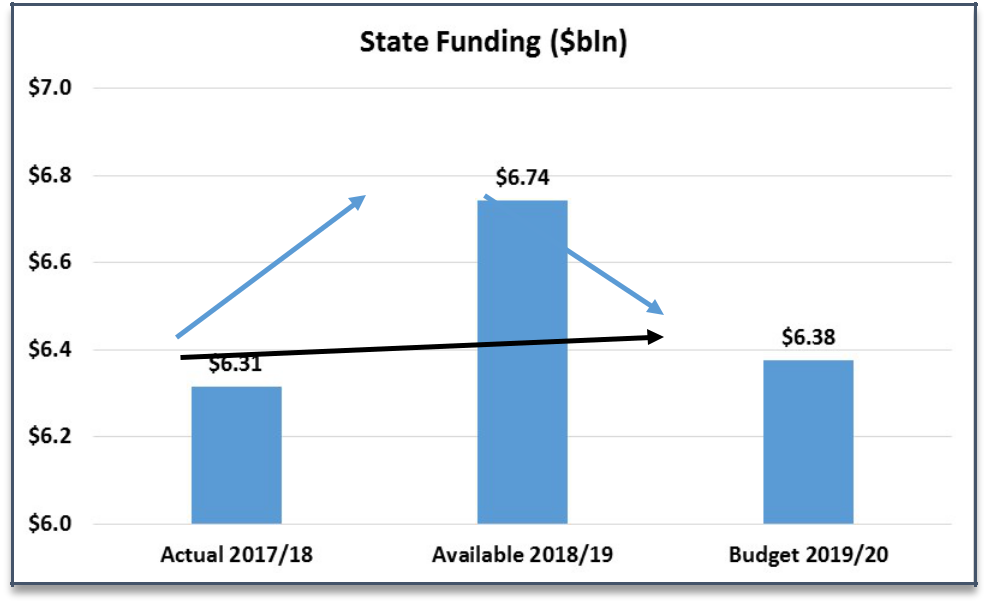 State Funding ($bln)
$7.0
$6.8
$6.74
$6.6
$6.4
$6.38
$6.31
$6.2
$6.0
Actual 2017/18
Available 2018/19
Budget 2019/20